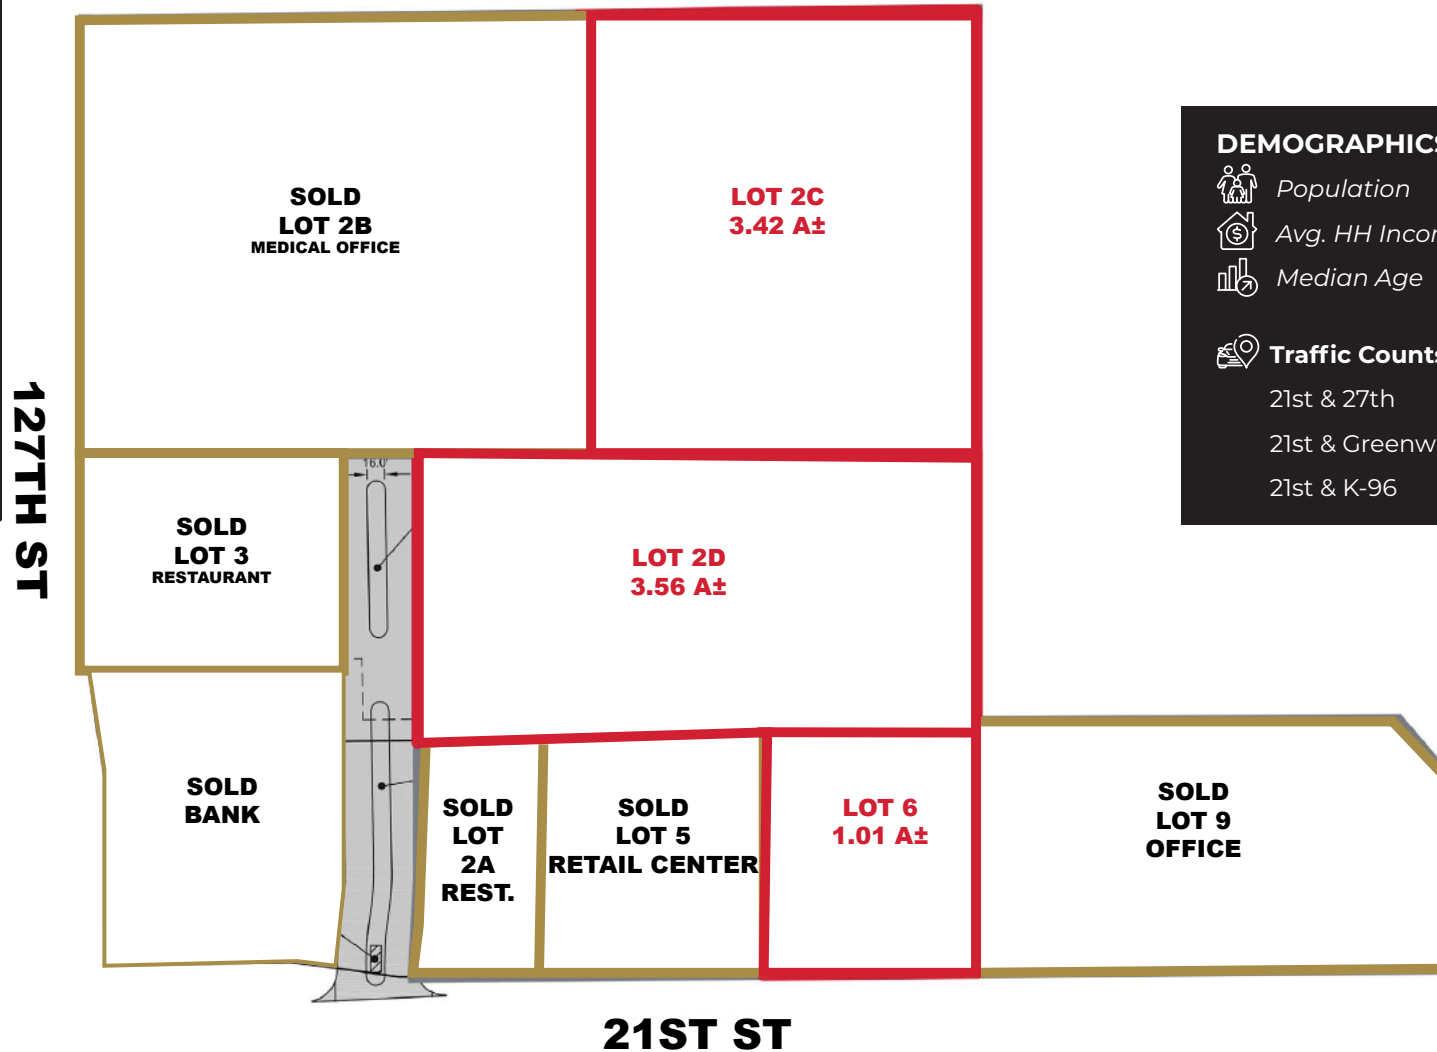 SOLD
LOT 2B
MEDICAL OFFICE
LOT 2C
3.42 A±
DEMOGRAPHICS
Population
Avg. HH Incom
Median Age
Traffic Counts
21st & 27th
21st & Greenw
21st & K-96
127TH ST
16.0'
SOLD
LOT 3
RESTAURANT
LOT 2D
3.56 A±
SOLD
BANK
SOLD
LOT
2A
REST.
SOLD
LOT 5
RETAIL CENTER
LOT 6
1.01 A±
SOLD
LOT 9
OFFICE
21ST ST